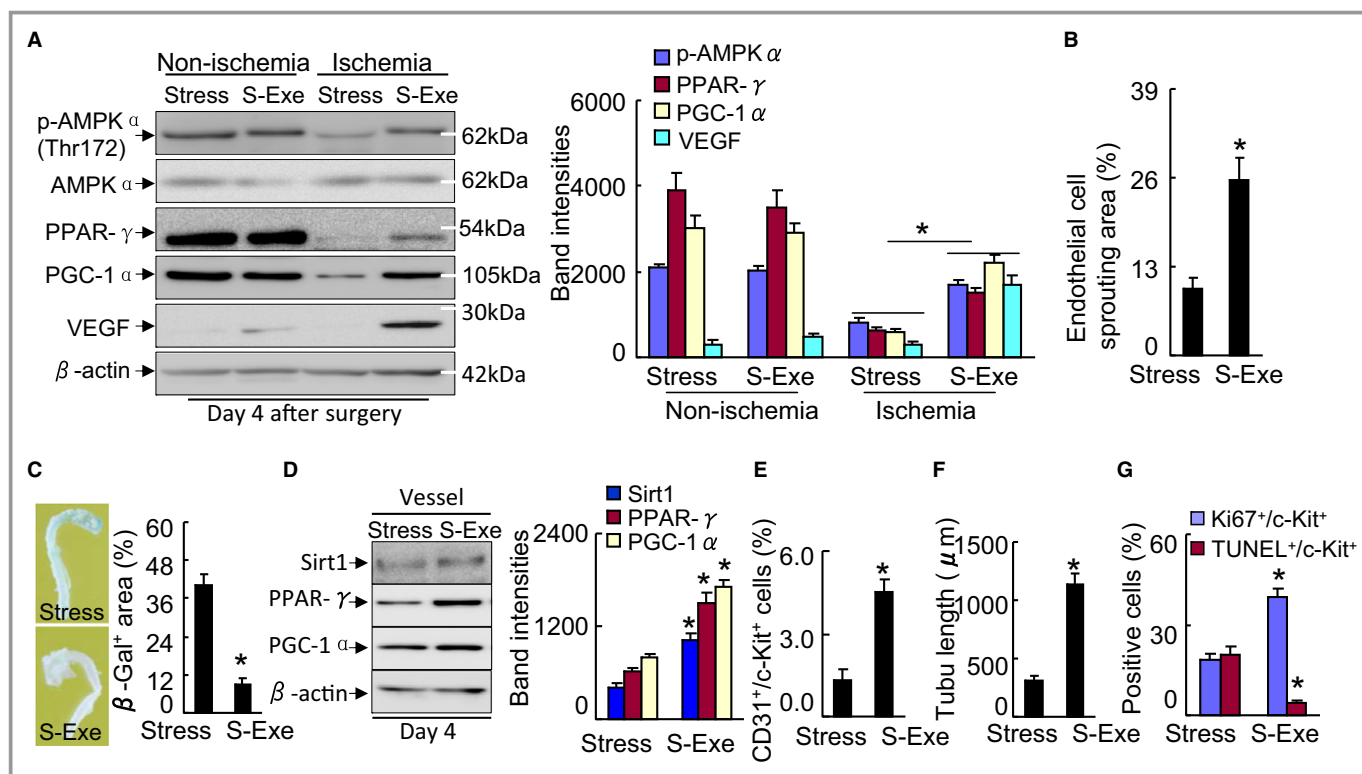 A
Non-ischemia Ischemia
Stress S-Exe Stress S-Exe
p-AMPK α
(Thr172)
62kDa
AMPK α
62kDa
PPAR- γ
54kDa
PGC-1 α
105kDa
VEGF
30kDa
β -actin
42kDa
Day 4 after surgery
p-AMPK α
PPAR- γ
PGC-1 α
VEGF
Band intensities
6000
4000
2000
0
*
Stress S-Exe Stress S-Exe
Non-ischemia Ischemia
B
Endothelial cell
sprouting area (%)
39
26
13
0
*
Stress S-Exe
C
Stress
S-Exe
β -Gal+ area (%)
60
48
36
24
12
0
*
Stress
S-Exe
D
Vessel
Stress S-Exe
Sirt1
PPAR- γ
PGC-1 α
β -actin
Day 4
Sirt1
PPAR- γ
PGC-1 α
Band intensities
2400
1200
0
* * *
Stress S-Exe
E
CD31+/c-Kit+ cells (%)
6.0
3.0
0.0
*
Stress
S-Exe
F
Tubu length ( μ m)
1500
1000
500
0
*
Stress
S-Exe
G
Ki67+/c-Kit+
TUNEL+/c-Kit+
Positive cells (%)
60
30
0
*
*
Stress
S-Exe